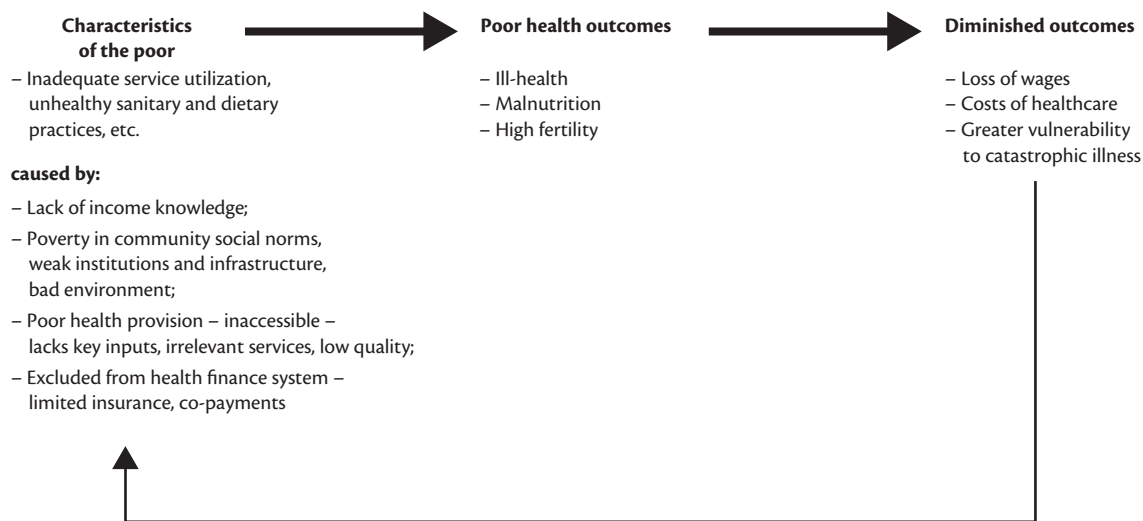 Characteristics
of the poor
– Inadequate service utilization,
unhealthy sanitary and dietary
practices, etc.
caused by:
– Lack of income knowledge;
– Poverty in community social norms,
weak institutions and infrastructure,
bad environment;
– Poor health provision – inaccessible –
lacks key inputs, irrelevant services, low quality;
– Excluded from health finance system –
limited insurance, co-payments
Poor health outcomes
– Ill-health
– Malnutrition
– High fertility
Diminished outcomes
– Loss of wages
– Costs of healthcare
– Greater vulnerability
to catastrophic illness